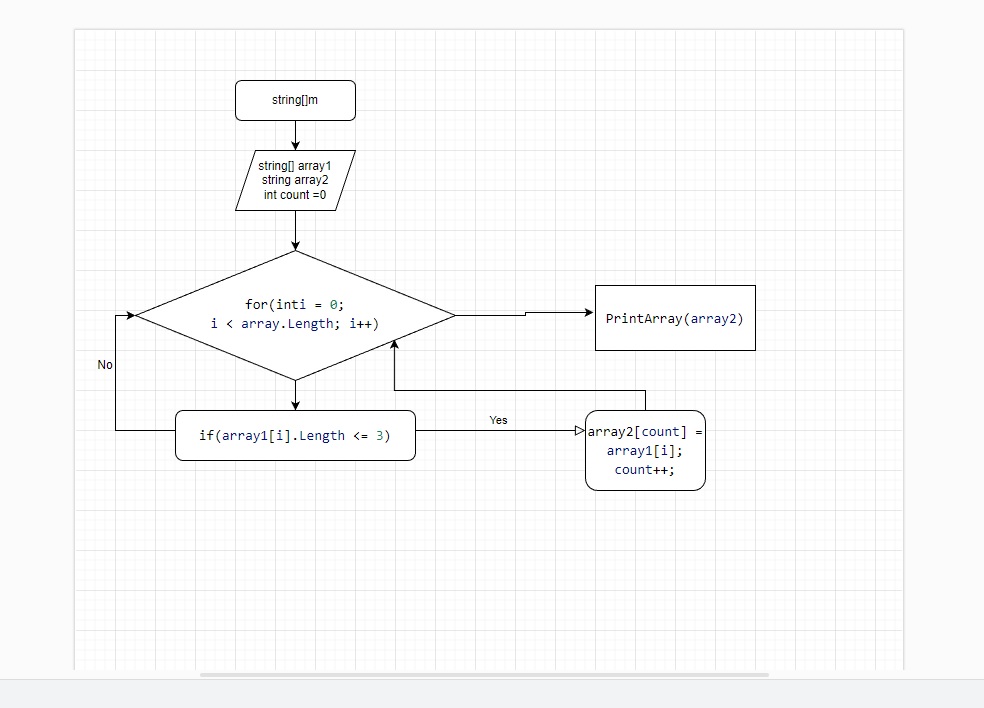 string[]m
string[] array1
string array2
int count =0
for(inti = 0;
i < array.Length; i++)
PrintArray(array2)
No
if(array1[i].Length <= 3)
Yes
array2[count] =
array1[i];
count++;